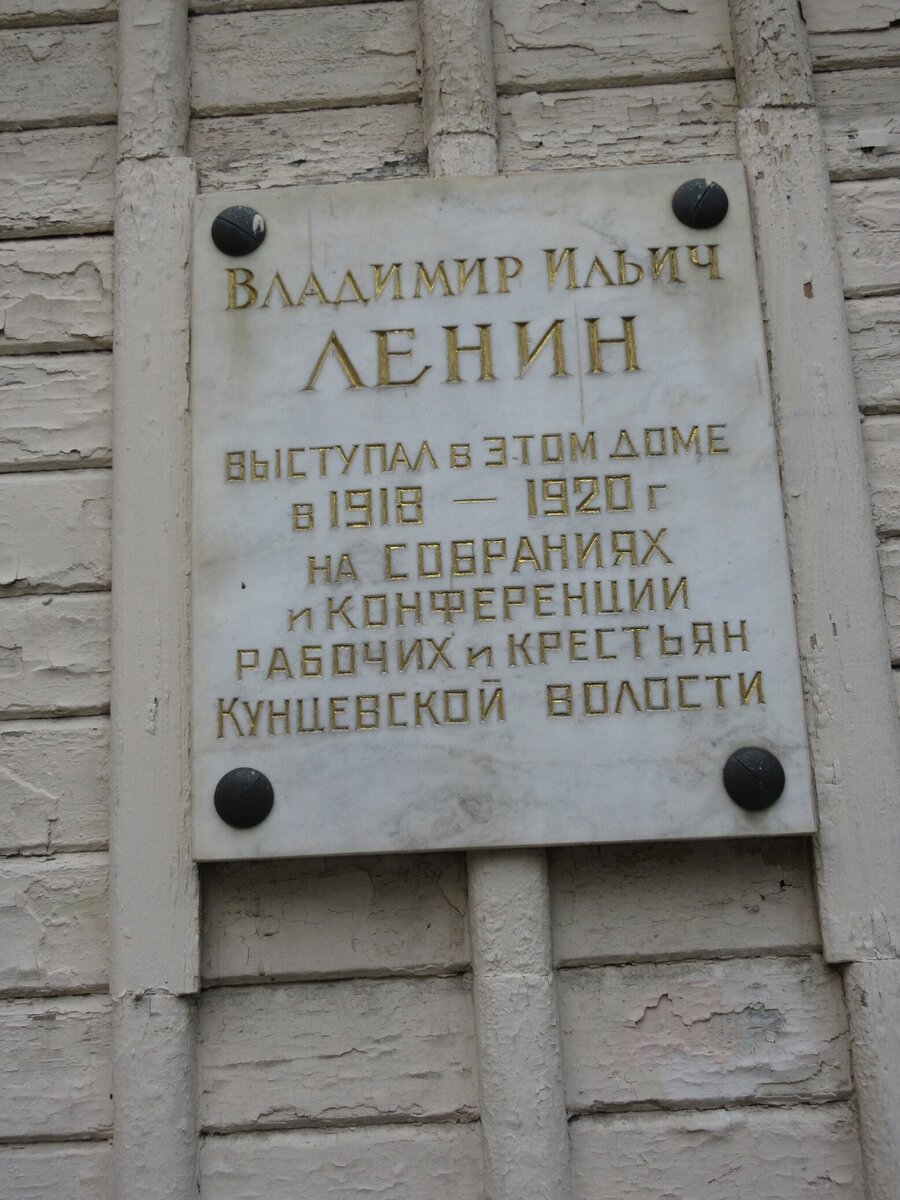 Владимир Ильич
ЛЕНИН
ВЫСТУПАЛ В ЭТОМ ДОМЕ
В 1918 — 1920 Г
НА СОБРАНИЯХ
И КОНФЕРЕНЦИИ
РАБОЧИХ И КРЕСТЬЯН
КУНЦЕВСКОЙ ВОЛОСТИ